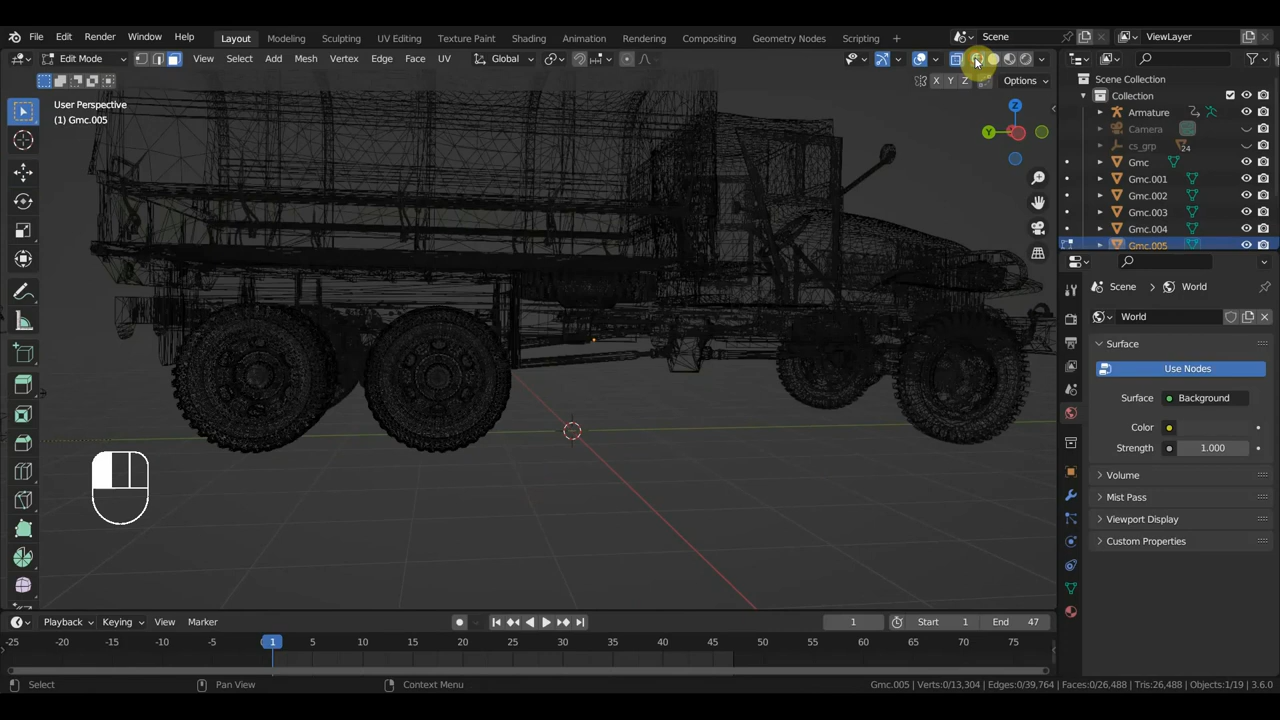 File Edit Render Window Help Layout Modeling Sculpting UV Editing Texture Paint Shading Animation Rendering Compositing Geometry Nodes Scripting + Scene ViewLayer
Edit Mode View Select Add Mesh Vertex Edge Face UV Global
X Y Z Options
User Perspective
(1) Gmc.005
Z
Y
Scene Collection
Collection
Armature
Camera
cs_grp 24
Gmc
Gmc.001
Gmc.002
Gmc.003
Gmc.004
Gmc.005
Scene > World
World
Surface
Use Nodes
Surface Background
Color
Strength 1.000
Volume
Mist Pass
Viewport Display
Custom Properties
Playback Keying View Marker 1 Start 1 End 47
-25 -20 -15 -10 -5 1 5 10 15 20 25 30 35 40 45 50 55 60 65 70 75
Select Pan View Context Menu Gmc.005 | Verts:0/13,304 | Edges:0/39,764 | Faces:0/26,488 | Tris:26,488 | Objects:1/19 | 3.6.0